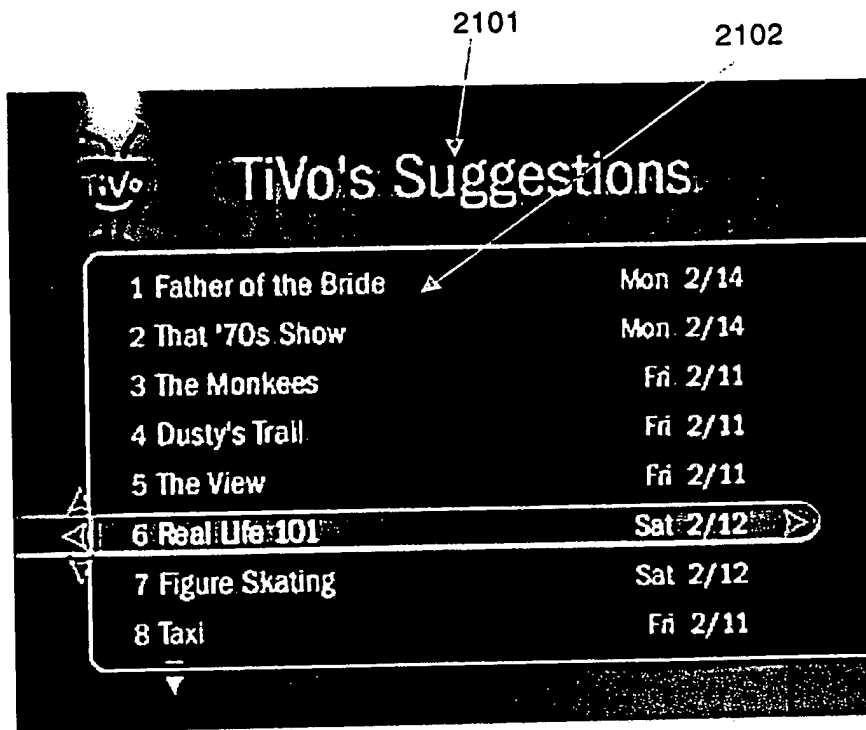 2101
2102
TiVo
TiVo's Suggestions
1 Father of the Bride Mon 2/14
2 That '70s Show Mon 2/14
3 The Monkees Fri 2/11
4 Dusty's Trail Fri 2/11
5 The View Fri 2/11
6 Real Life 101 Sat 2/12
7 Figure Skating Sat 2/12
8 Taxi Fri 2/11